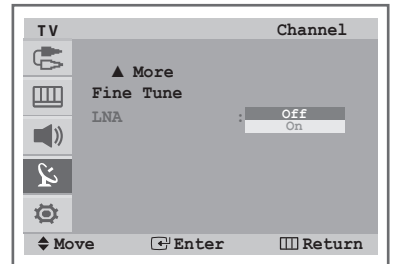 TV Channel
▲ More
Fine Tune
LNA : Off
On
Move Enter Return